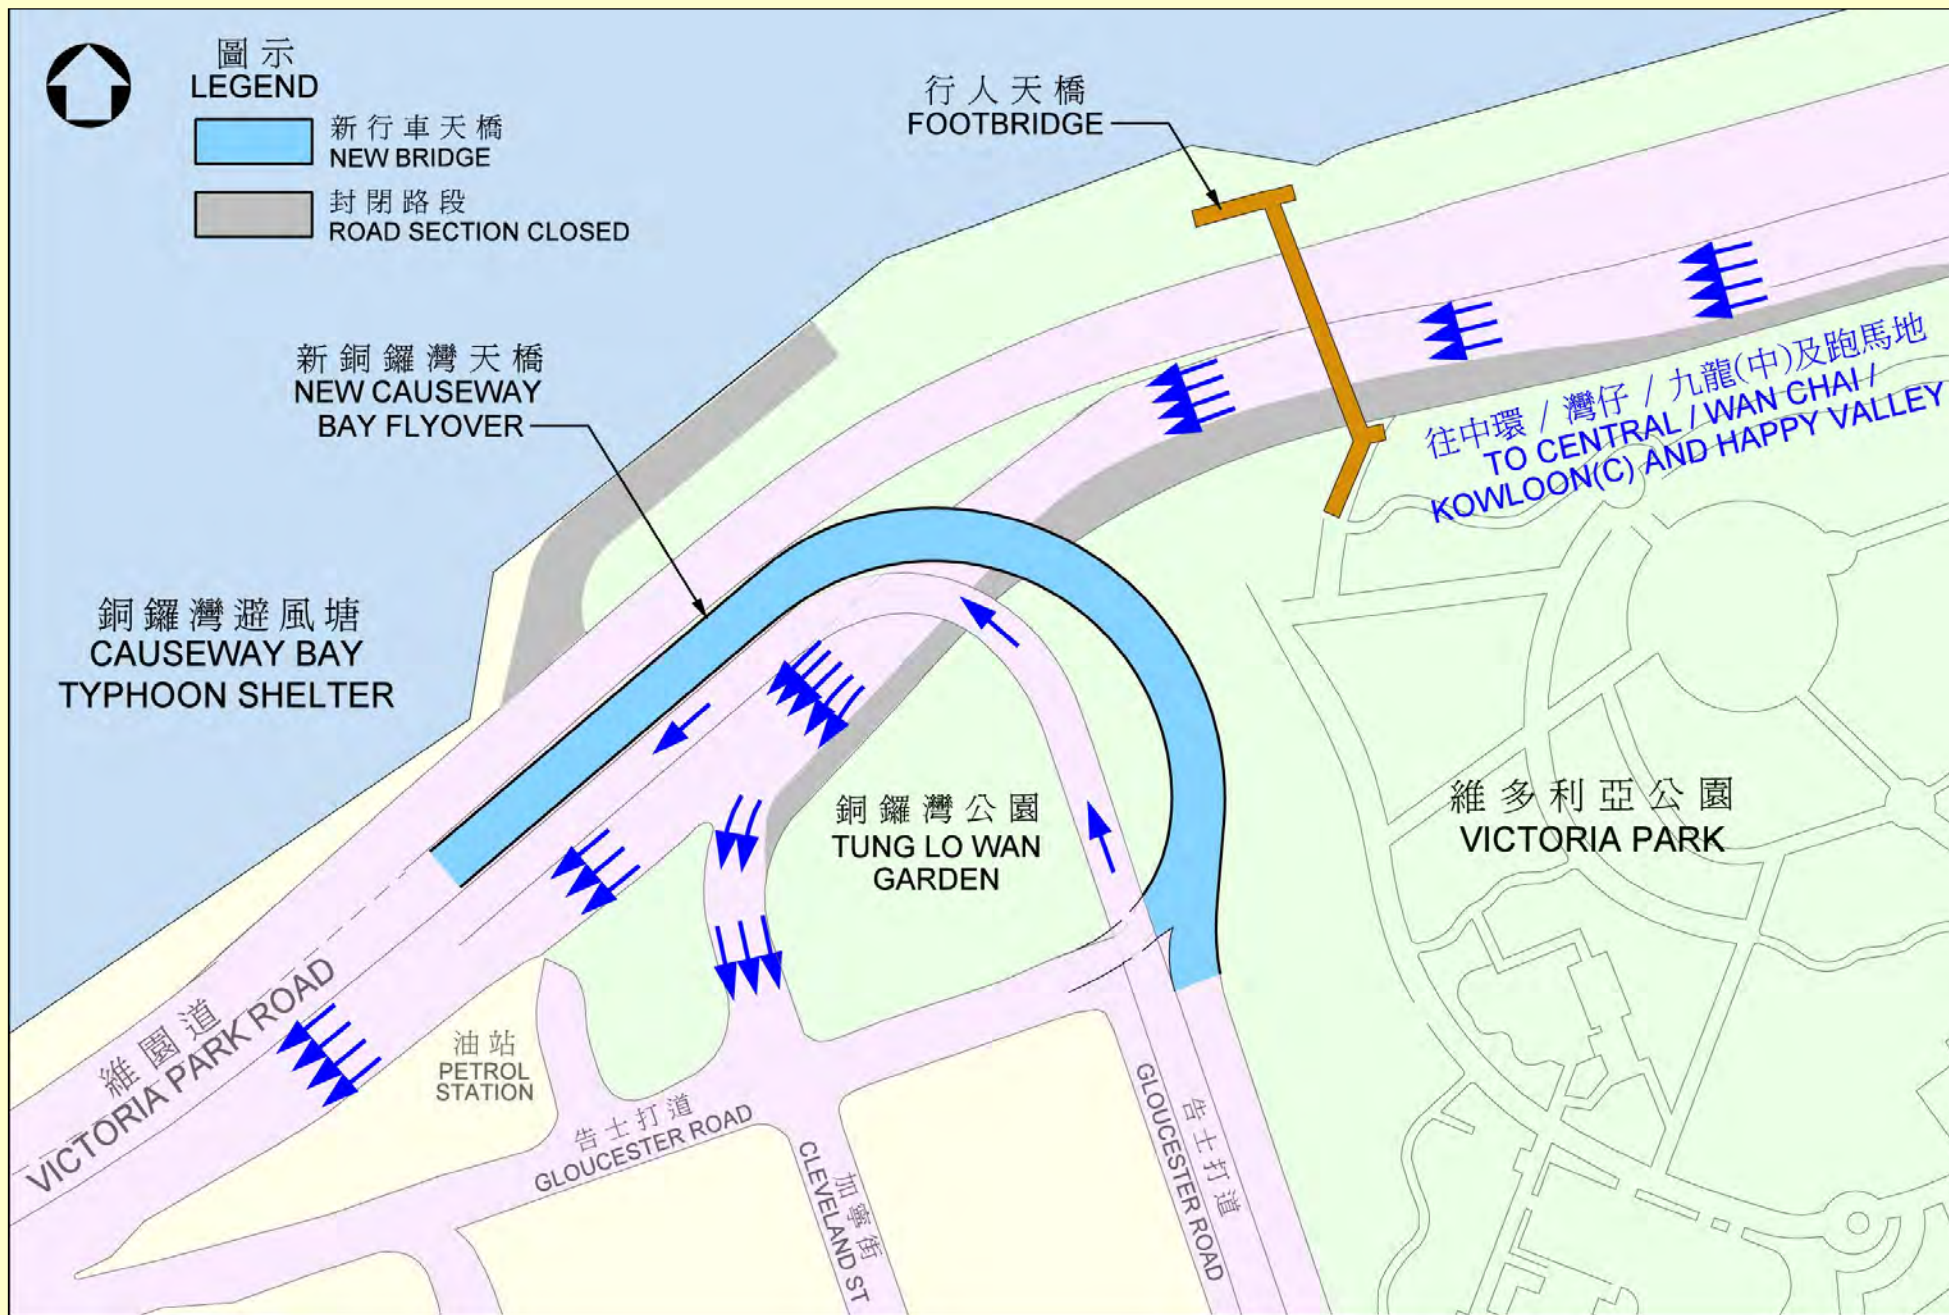 圖示
LEGEND
新行車天橋
NEW BRIDGE
封閉路段
ROAD SECTION CLOSED
行人天橋
FOOTBRIDGE
新銅鑼灣天橋
NEW CAUSEWAY
BAY FLYOVER
往中環 / 灣仔 / 九龍(中)及跑馬地
TO CENTRAL / WAN CHAI /
KOWLOON(C) AND HAPPY VALLEY
銅鑼灣避風塘
CAUSEWAY BAY
TYPHOON SHELTER
銅鑼灣公園
TUNG LO WAN
GARDEN
維多利亞公園
VICTORIA PARK
維園道
VICTORIA PARK ROAD
油站
PETROL
STATION
告士打道
GLOUCESTER ROAD
加寧街
CLEVELAND ST
告士打道
GLOUCESTER ROAD